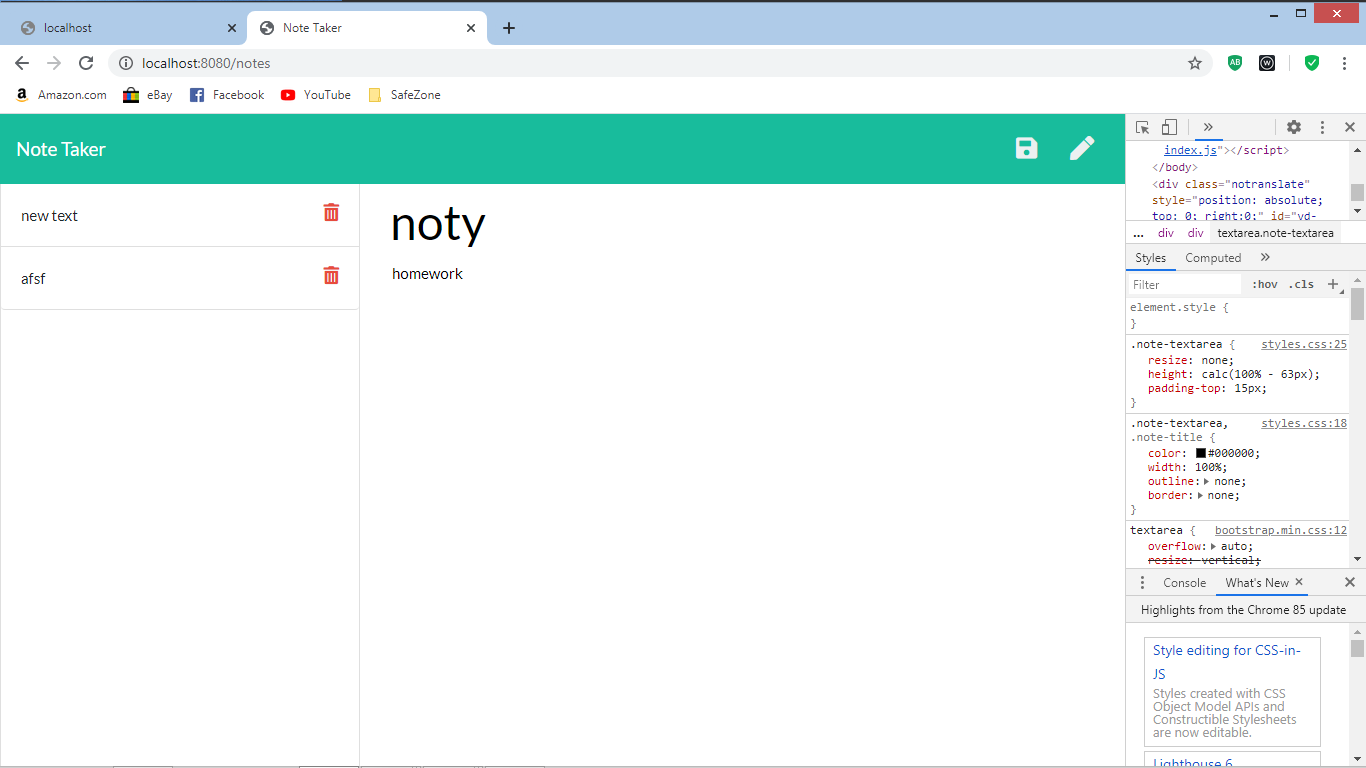 localhost
Note Taker
localhost:8080/notes
AB
W
Amazon.com
eBay
Facebook
YouTube
SafeZone
Note Taker
new text
afsf
noty
homework
index.js"></script>
</body>
<div class="notranslate"
style="position: absolute;
top: 0; right:0;" id="yd-
... div div textarea.note-textarea
Styles Computed »
Filter :hov .cls +
element.style {
}
.note-textarea { styles.css:25
resize: none;
height: calc(100% - 63px);
padding-top: 15px;
}
.note-textarea, styles.css:18
.note-title {
color: #000000;
width: 100%;
outline: none;
border: none;
}
textarea { bootstrap.min.css:12
overflow: auto;
resize: vertical;
Console What's New
Highlights from the Chrome 85 update
Style editing for CSS-in-
JS
Styles created with CSS
Object Model APIs and
Constructible Stylesheets
are now editable.
Lighthouse 6